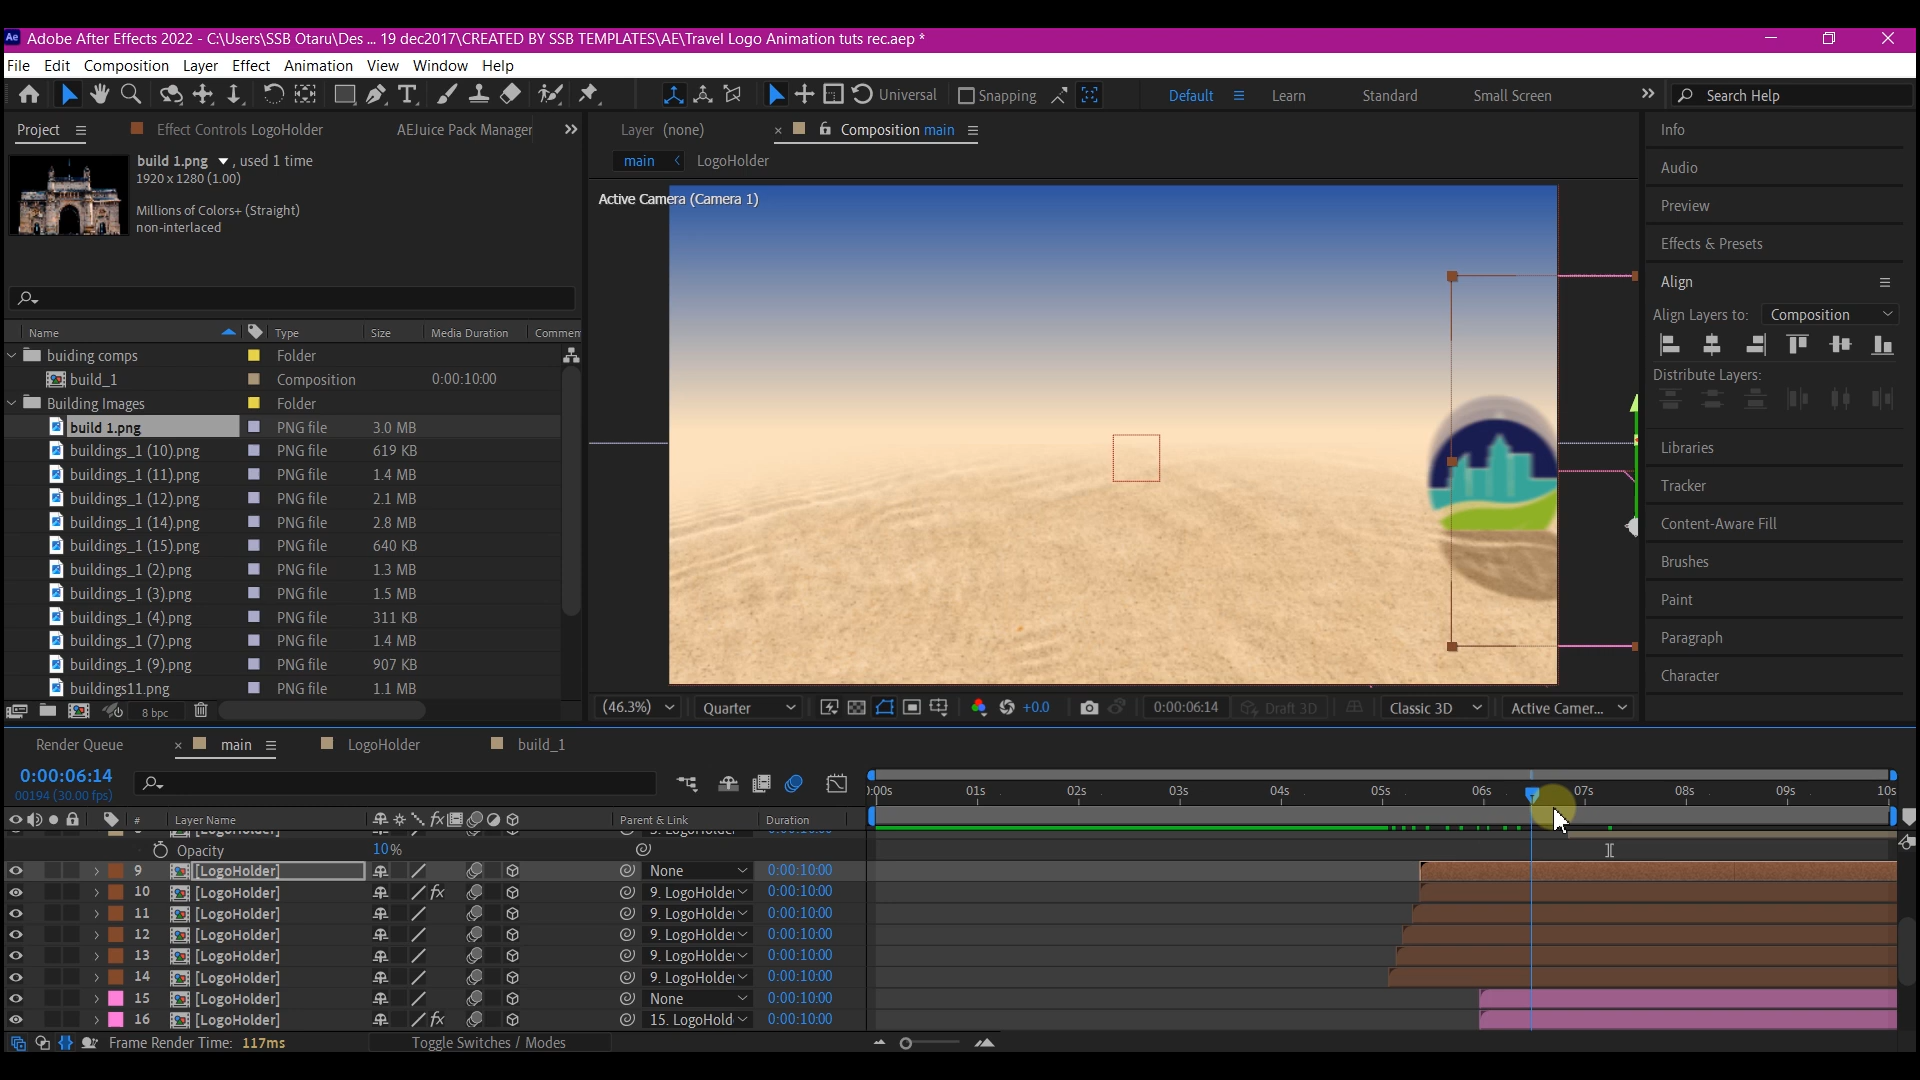 Ae Adobe After Effects 2022 - C:\Users\SSB Otaru\Des ... 19 dec2017\CREATED BY SSB TEMPLATES\AE\Travel Logo Animation tuts rec.aep *
File Edit Composition Layer Effect Animation View Window Help
Universal Snapping Default Learn Standard Small Screen Search Help
Project Effect Controls LogoHolder AEJuice Pack Manager
build 1.png , used 1 time
1920 x 1280 (1.00)
Millions of Colors+ (Straight)
non-interlaced
Name Type Size Media Duration Commen
buiding comps Folder
build_1 Composition 0:00:10:00
Building Images Folder
build 1.png PNG file 3.0 MB
buildings_1 (10).png PNG file 619 KB
buildings_1 (11).png PNG file 1.4 MB
buildings_1 (12).png PNG file 2.1 MB
buildings_1 (14).png PNG file 2.8 MB
buildings_1 (15).png PNG file 640 KB
buildings_1 (2).png PNG file 1.3 MB
buildings_1 (3).png PNG file 1.5 MB
buildings_1 (4).png PNG file 311 KB
buildings_1 (7).png PNG file 1.4 MB
buildings_1 (9).png PNG file 907 KB
buildings11.png PNG file 1.1 MB
8 bpc
Layer (none) × Composition main
main < LogoHolder
Active Camera (Camera 1)
(46.3%) Quarter +0.0 0:00:06:14 Draft 3D Classic 3D Active Camer...
Info
Audio
Preview
Effects & Presets
Align
Align Layers to: Composition
Distribute Layers:
Libraries
Tracker
Content-Aware Fill
Brushes
Paint
Paragraph
Character
Render Queue × main LogoHolder build_1
0:00:06:14
00194 (30.00 fps)
:00s 01s 02s 03s 04s 05s 06s 07s 08s 09s 10s
# Layer Name Parent & Link Duration
Opacity 10%
9 [LogoHolder] None 0:00:10:00
10 [LogoHolder] fx 9. LogoHolder 0:00:10:00
11 [LogoHolder] 9. LogoHolder 0:00:10:00
12 [LogoHolder] 9. LogoHolder 0:00:10:00
13 [LogoHolder] 9. LogoHolder 0:00:10:00
14 [LogoHolder] 9. LogoHolder 0:00:10:00
15 [LogoHolder] None 0:00:10:00
16 [LogoHolder] fx 15. LogoHold 0:00:10:00
Frame Render Time: 117ms Toggle Switches / Modes